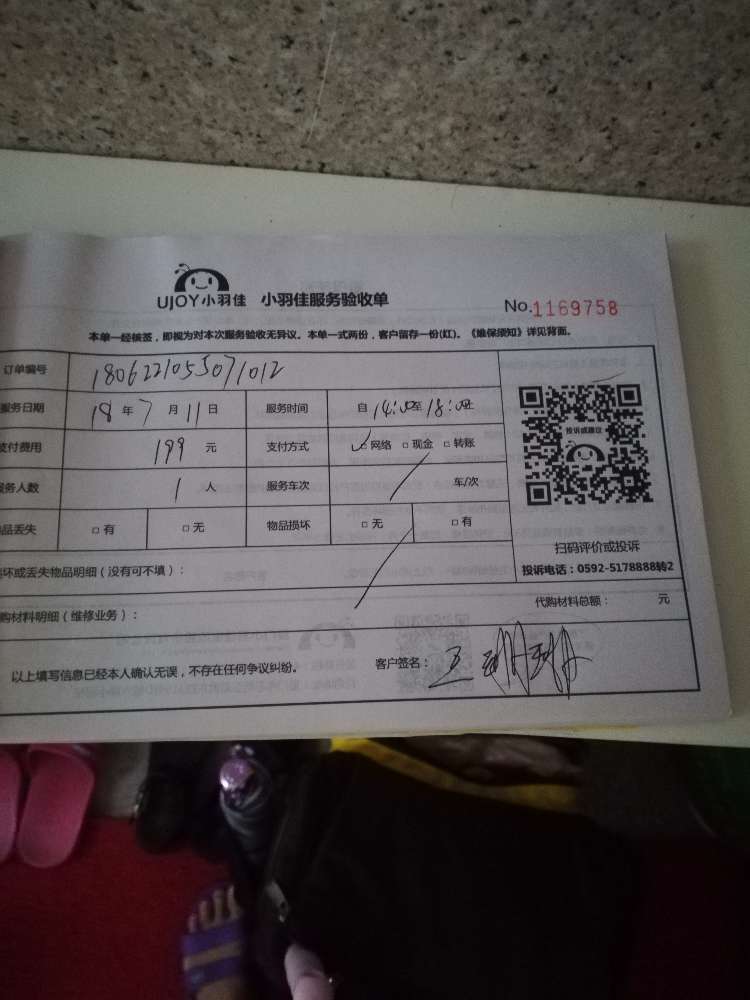 UJOY小羽佳 小羽佳服务验收单 No.1169758
本单一经核签，即视为对本次服务验收无异议。本单一式两份，客户留存一份(红)。《维保须知》详见背面。
订单编号 1806221055071012
服务日期 18 年 7 月 11 日 服务时间 自 14:00 至 18:00 止
支付费用 199 元 支付方式 ☑网络 □现金 □转账
服务人数 1 人 服务车次 车/次
品丢失 □有 □无 物品损坏 □无 □有
投诉或建议
扫码评价或投诉
投诉电话：0592-5178888转2
坏或丢失物品明细（没有可不填）：
购材料明细（维修业务）： 代购材料总额： 元
以上填写信息已经本人确认无误，不存在任何争议纠纷。 客户签名：王